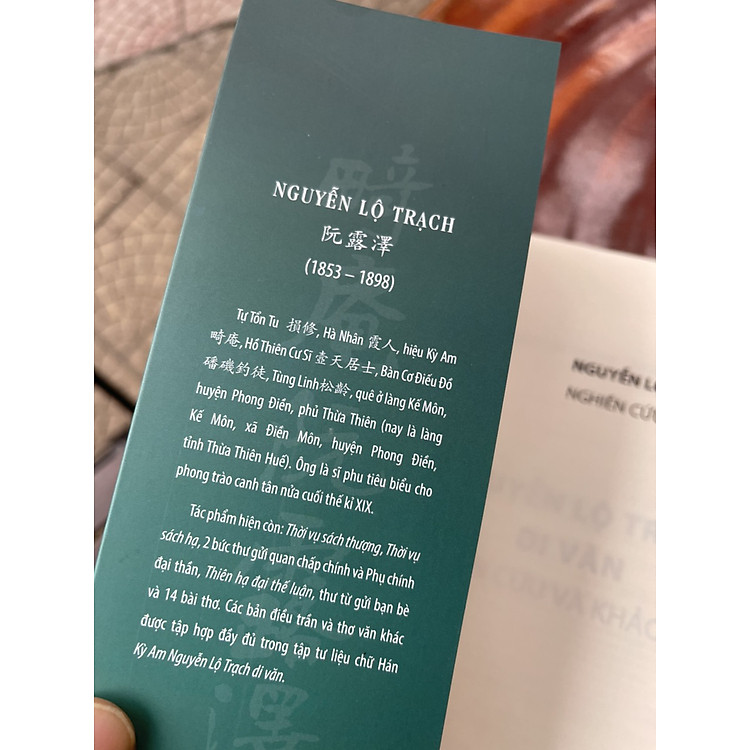 NGUYỄN LỘ TRẠCH
阮露澤
(1853 – 1898)
Tự Tổn Tu 損修, Hà Nhân 霞人, hiệu Kỳ Am
畸庵, Hồ Thiên Cư Sĩ 壺天居士, Bàn Cơ Điếu Đồ
磻磯釣徒, Tùng Linh松齡, quê ở làng Kế Môn,
huyện Phong Điền, phủ Thừa Thiên (nay là làng
Kế Môn, xã Điền Môn, huyện Phong Điền,
tỉnh Thừa Thiên Huế). Ông là sĩ phu tiêu biểu cho
phong trào canh tân nửa cuối thế kỉ XIX.
Tác phẩm hiện còn: Thời vụ sách thượng, Thời vụ
sách hạ, 2 bức thư gửi quan chấp chính và Phụ chính
đại thần, Thiên hạ đại thế luận, thư từ gửi bạn bè
và 14 bài thơ. Các bản điều trần và thơ văn khác
được tập hợp đầy đủ trong tập tư liệu chữ Hán
Kỳ Am Nguyễn Lộ Trạch di văn.
NGUYỄN L
NGHIÊN CỨU
DI VĂN